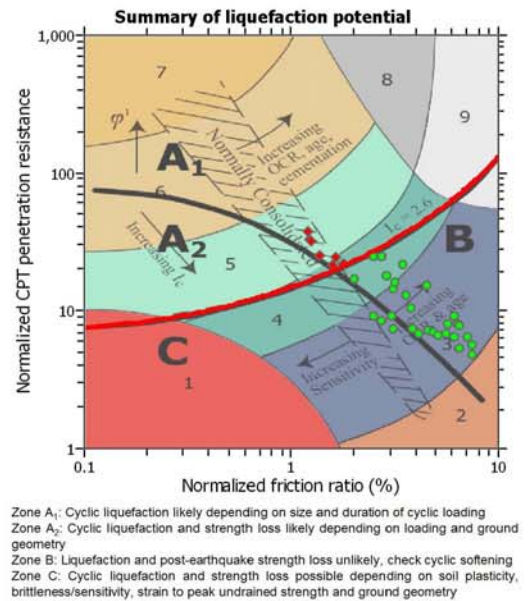 Summary of liquefaction potential
1,000
7
8
9
φ'
Increasing
OCR, age,
cementation
A1
Normally Consolidated
100
6
Ic = 2.6
A2
B
Increasing Ic
5
Normalized CPT penetration resistance
10
4
Increasing
& age
C
3
Increasing
Sensitivity
1
2
1
0.1
1
10
Normalized friction ratio (%)
Zone A1: Cyclic liquefaction likely depending on size and duration of cyclic loading
Zone A2: Cyclic liquefaction and strength loss likely depending on loading and ground
geometry
Zone B: Liquefaction and post-earthquake strength loss unlikely, check cyclic softening
Zone C: Cyclic liquefaction and strength loss possible depending on soil plasticity,
brittleness/sensitivity, strain to peak undrained strength and ground geometry